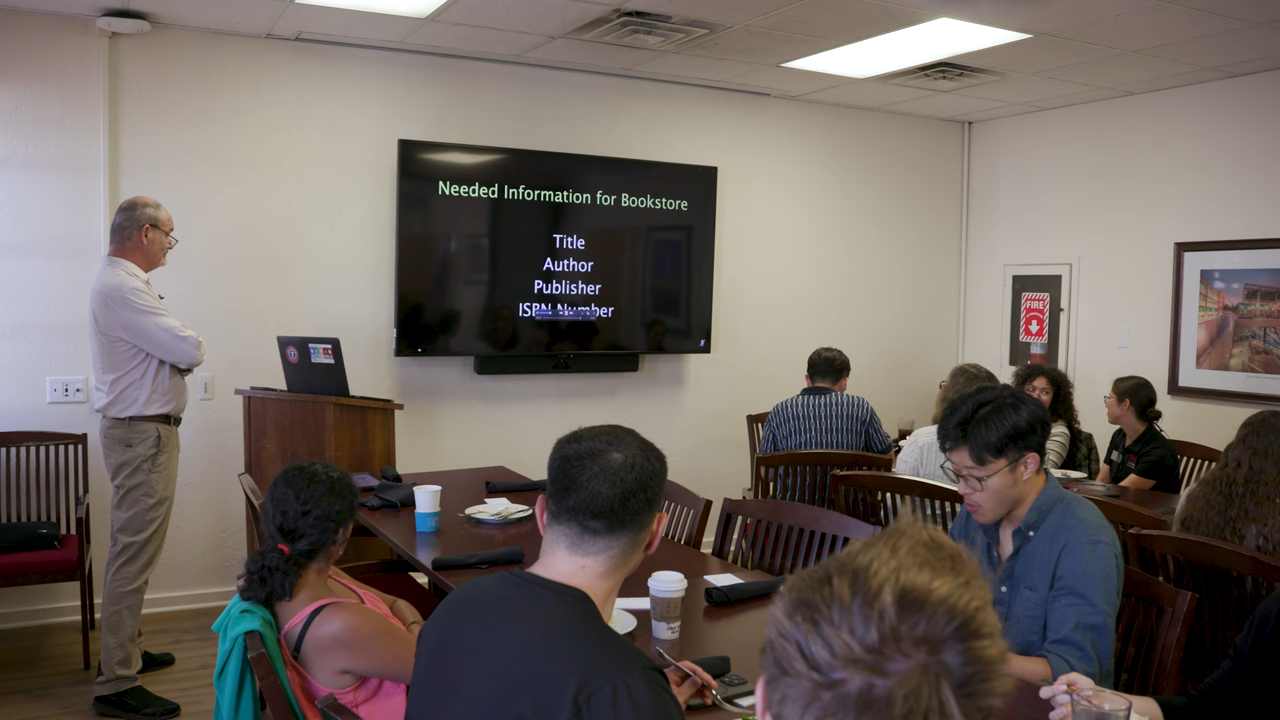 Needed Information for Bookstore
Title
Author
Publisher
ISBN Number
FIRE